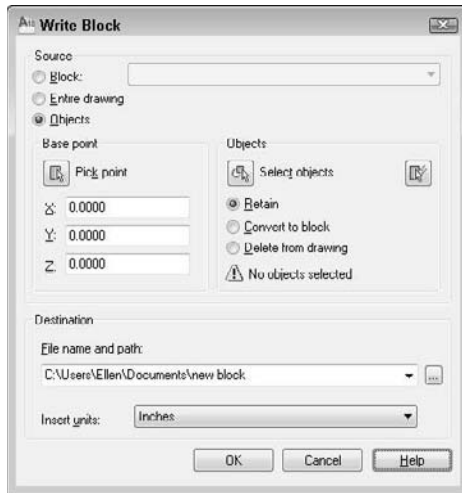 Write Block
Source
Block:
Entire drawing
Objects
Base point
Pick point
X: 0.0000
Y: 0.0000
Z: 0.0000
Objects
Select objects
Retain
Convert to block
Delete from drawing
No objects selected
Destination
File name and path:
C:\Users\Ellen\Documents\new block
...
Insert units: Inches
OK Cancel Help